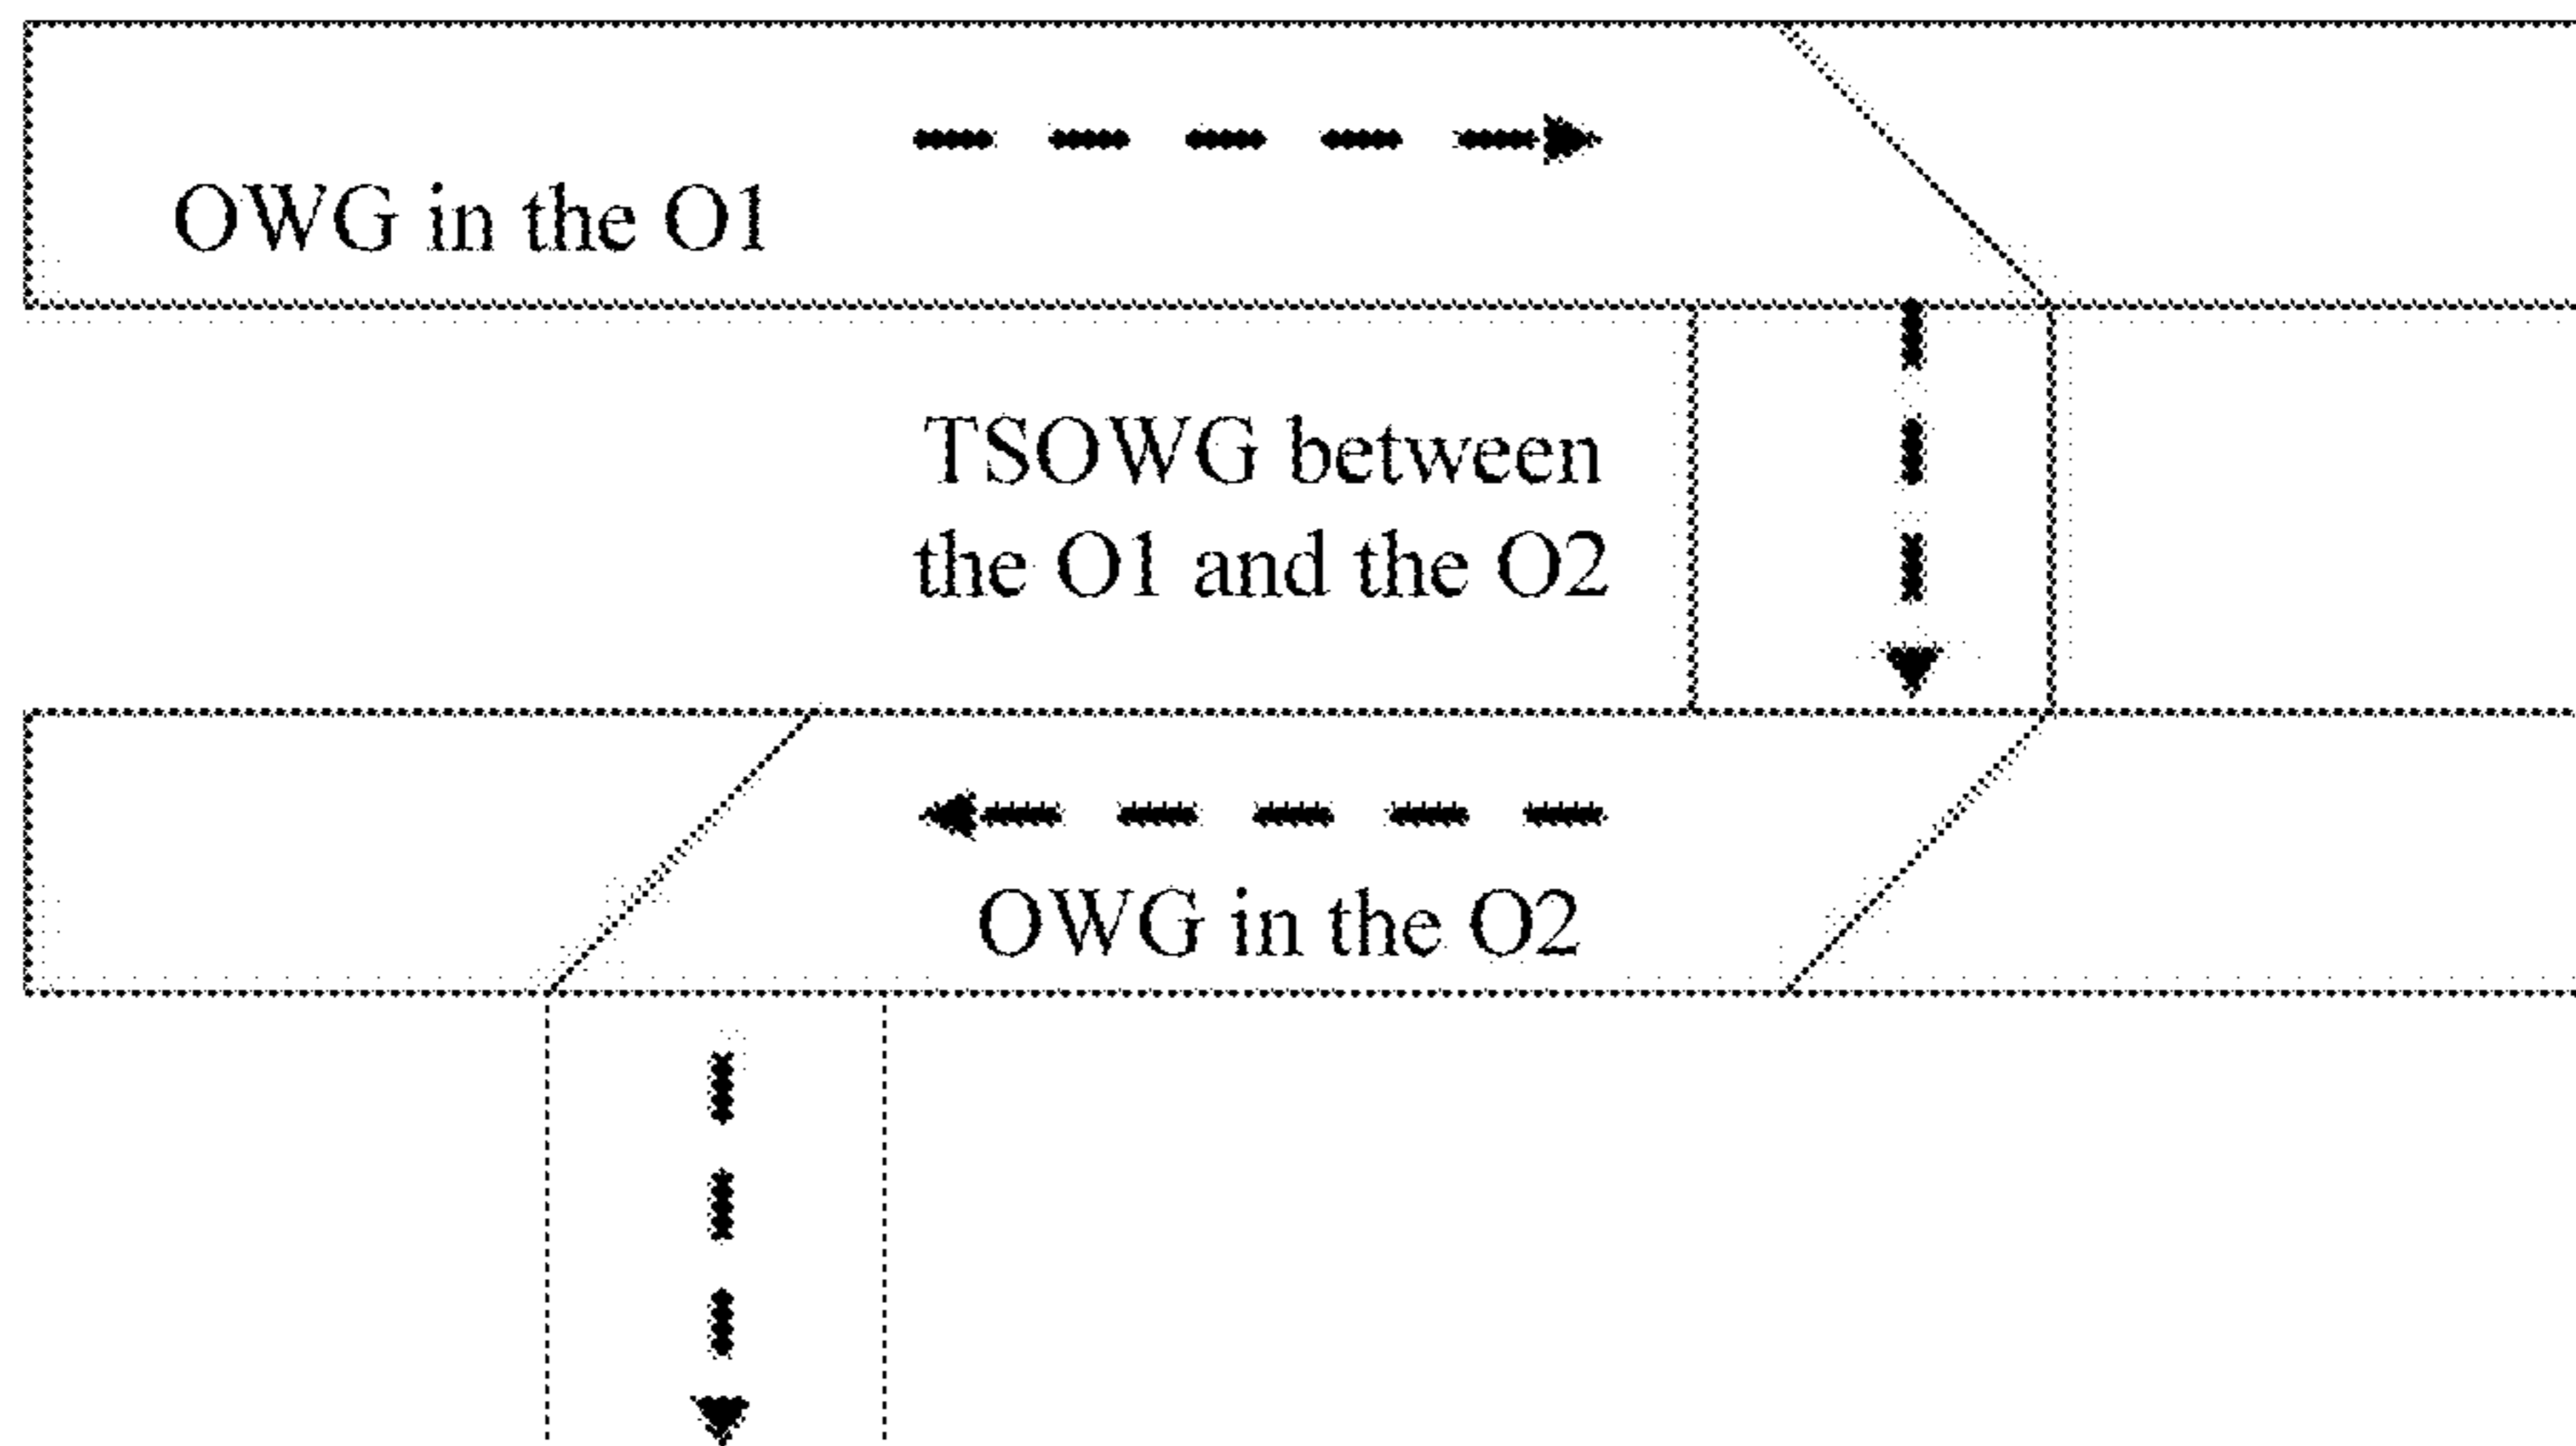 OWG in the O1
TSOWG between
the O1 and the O2
OWG in the O2